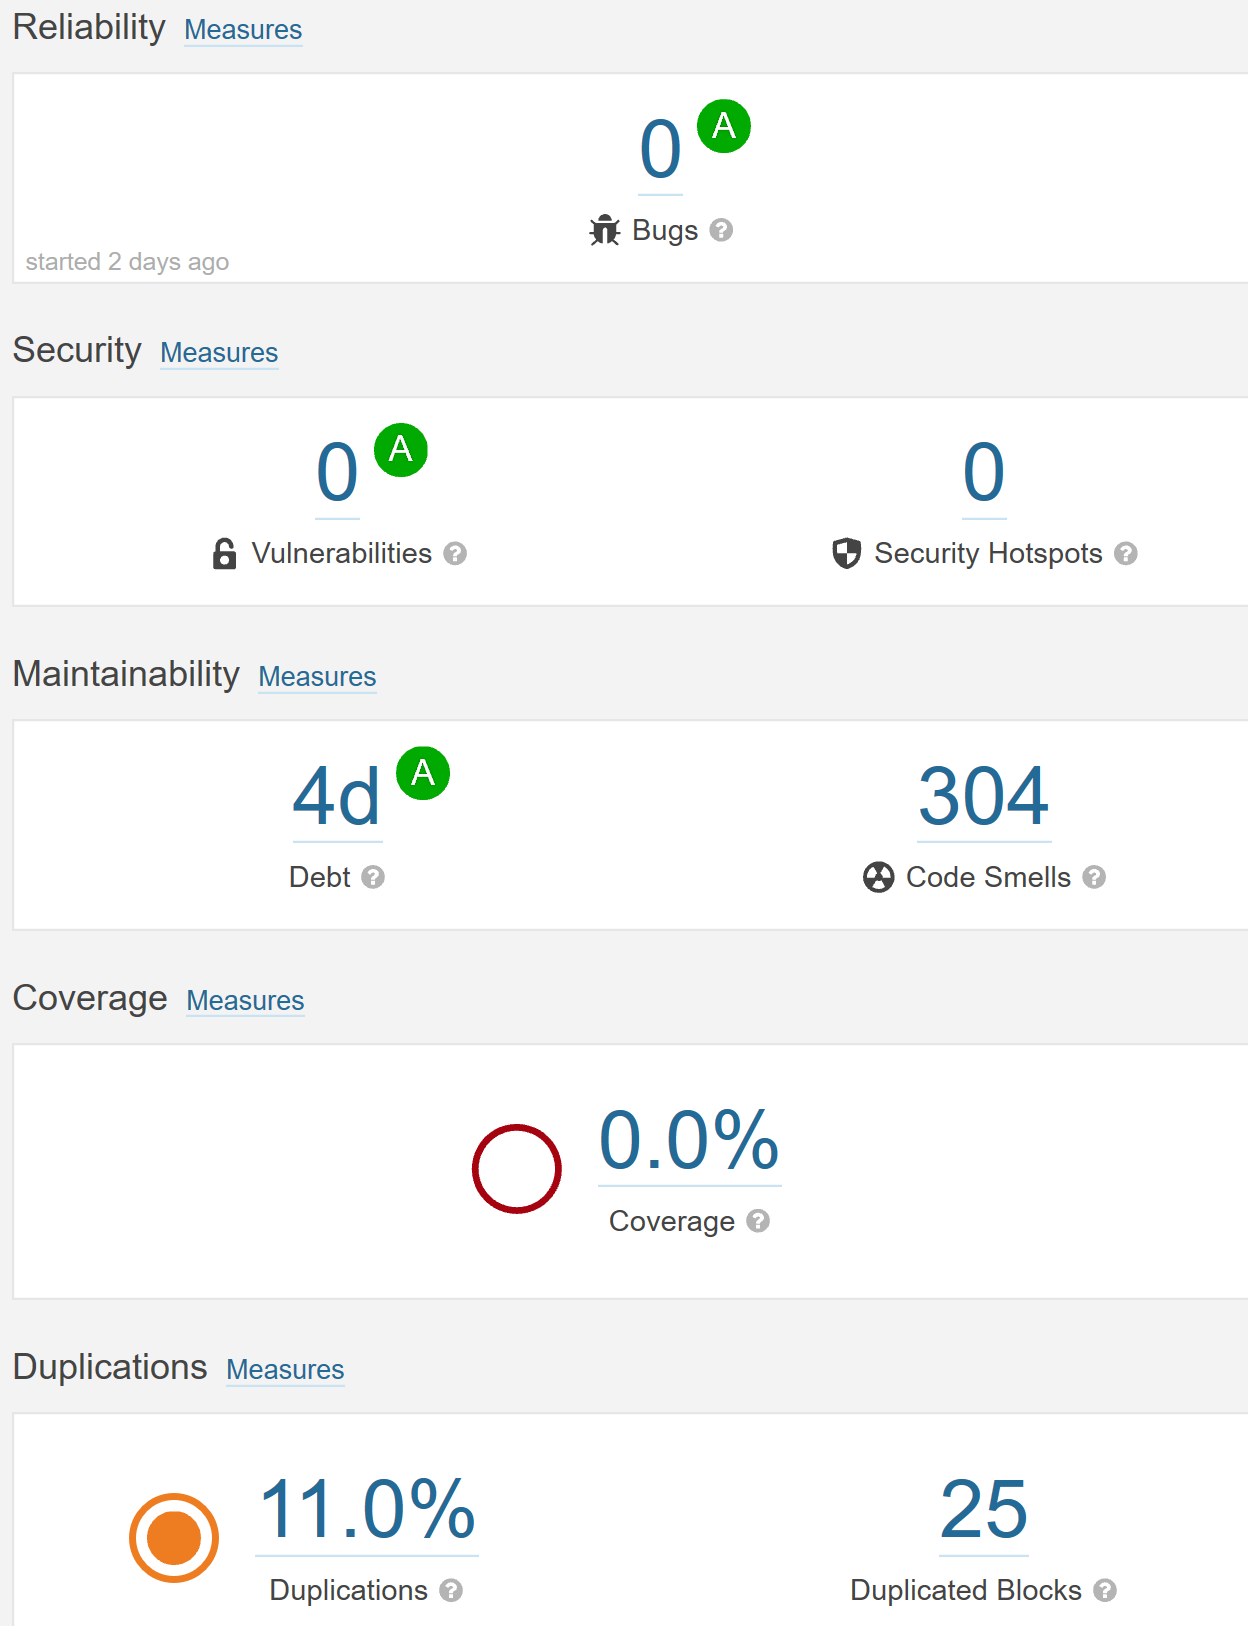 Reliability Measures
0 A
Bugs ?
started 2 days ago
Security Measures
0 A 0
Vulnerabilities ? Security Hotspots ?
Maintainability Measures
4d A 304
Debt ? Code Smells ?
Coverage Measures
0.0%
Coverage ?
Duplications Measures
11.0% 25
Duplications ? Duplicated Blocks ?